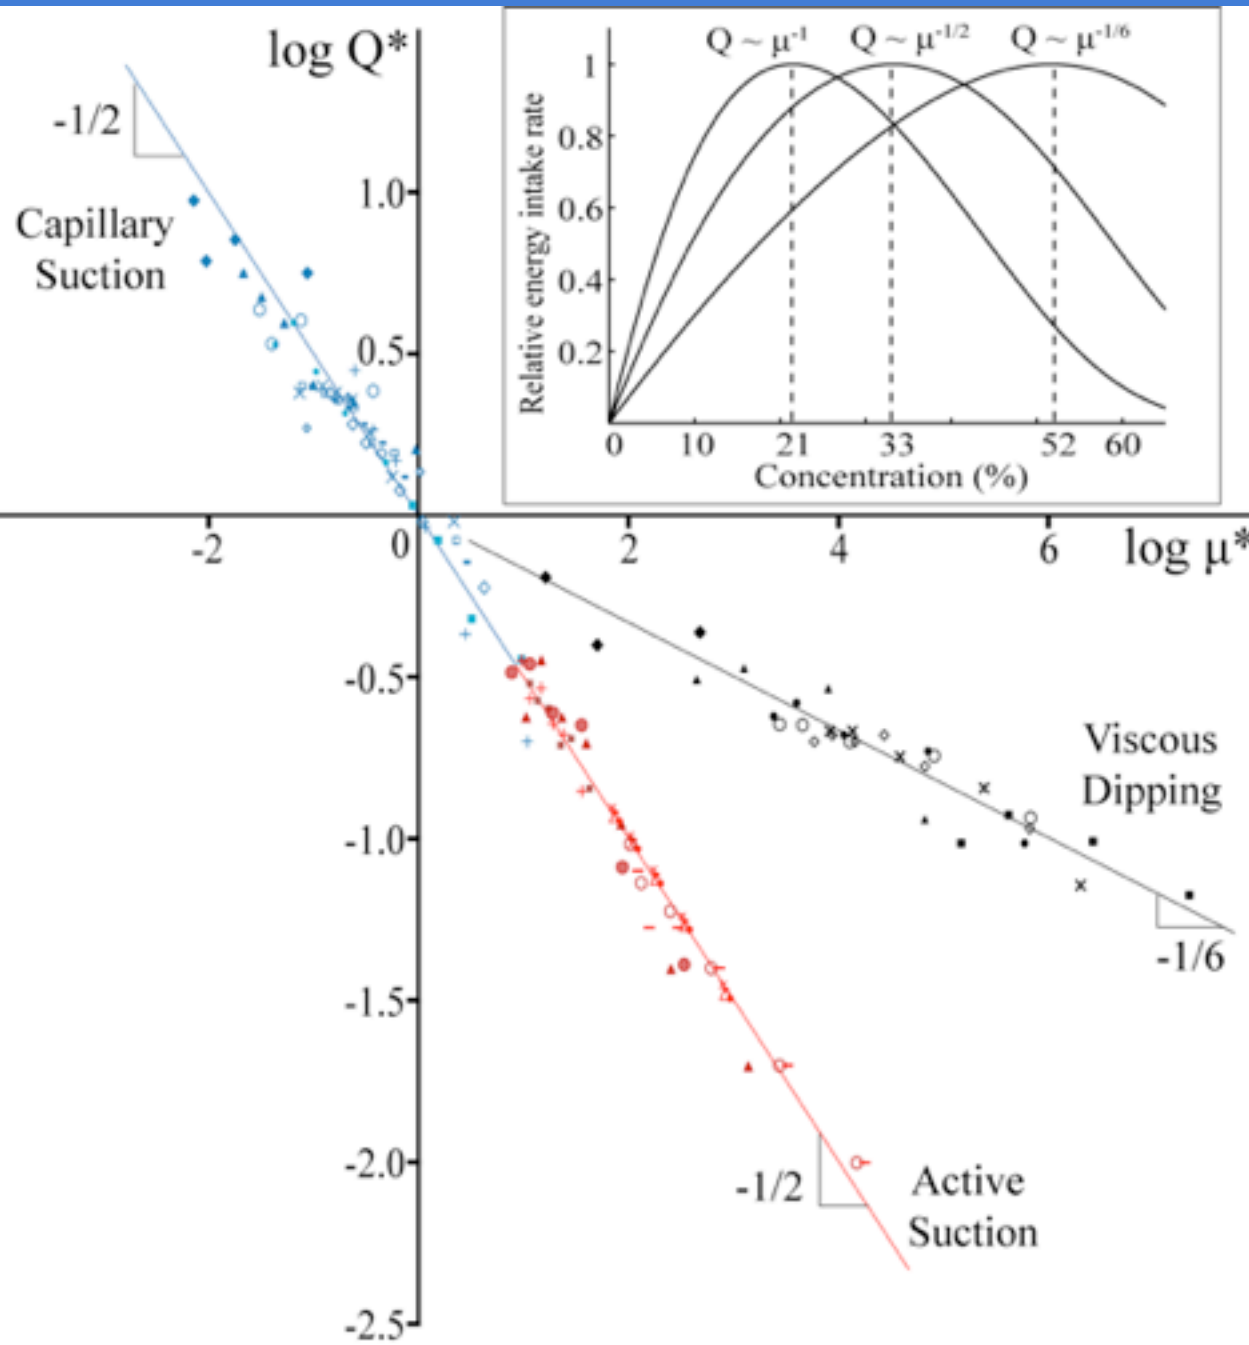 log Q*
-1/2
Capillary
Suction
1.0
0.5
-2
0
2
4
6
log μ*
-0.5
-1.0
-1.5
-2.0
-2.5
Viscous
Dipping
-1/6
-1/2
Active
Suction
Q ~ μ-1
Q ~ μ-1/2
Q ~ μ-1/6
Relative energy intake rate
1
0.8
0.6
0.4
0.2
0 10 21 33 52 60
Concentration (%)